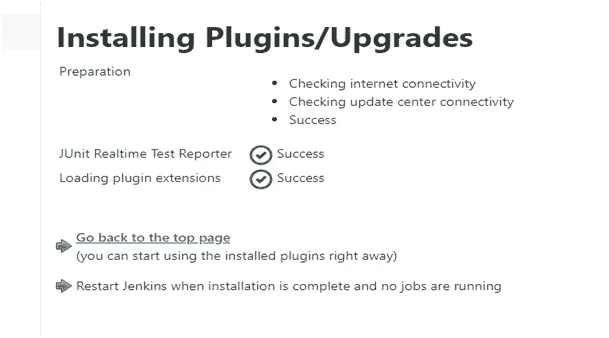 Installing Plugins/Upgrades
Preparation
Checking internet connectivity
Checking update center connectivity
Success
JUnit Realtime Test Reporter Success
Loading plugin extensions Success
Go back to the top page
(you can start using the installed plugins right away)
Restart Jenkins when installation is complete and no jobs are running